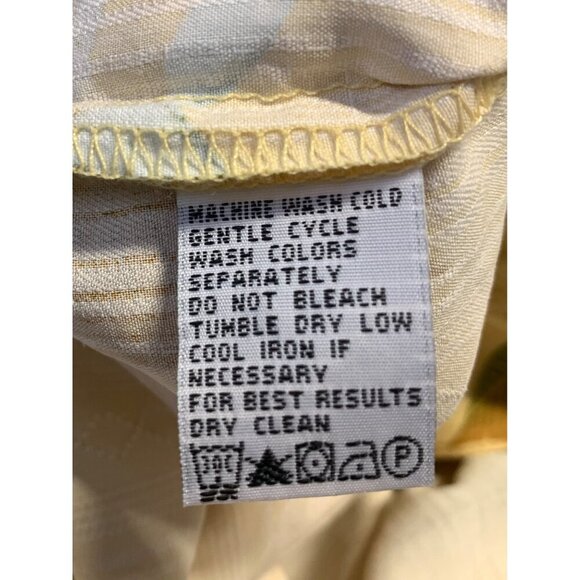 MACHINE WASH COLD
GENTLE CYCLE
WASH COLORS
SEPARATELY
DO NOT BLEACH
TUMBLE DRY LOW
COOL IRON IF
NECESSARY
FOR BEST RESULTS
DRY CLEAN
30C P